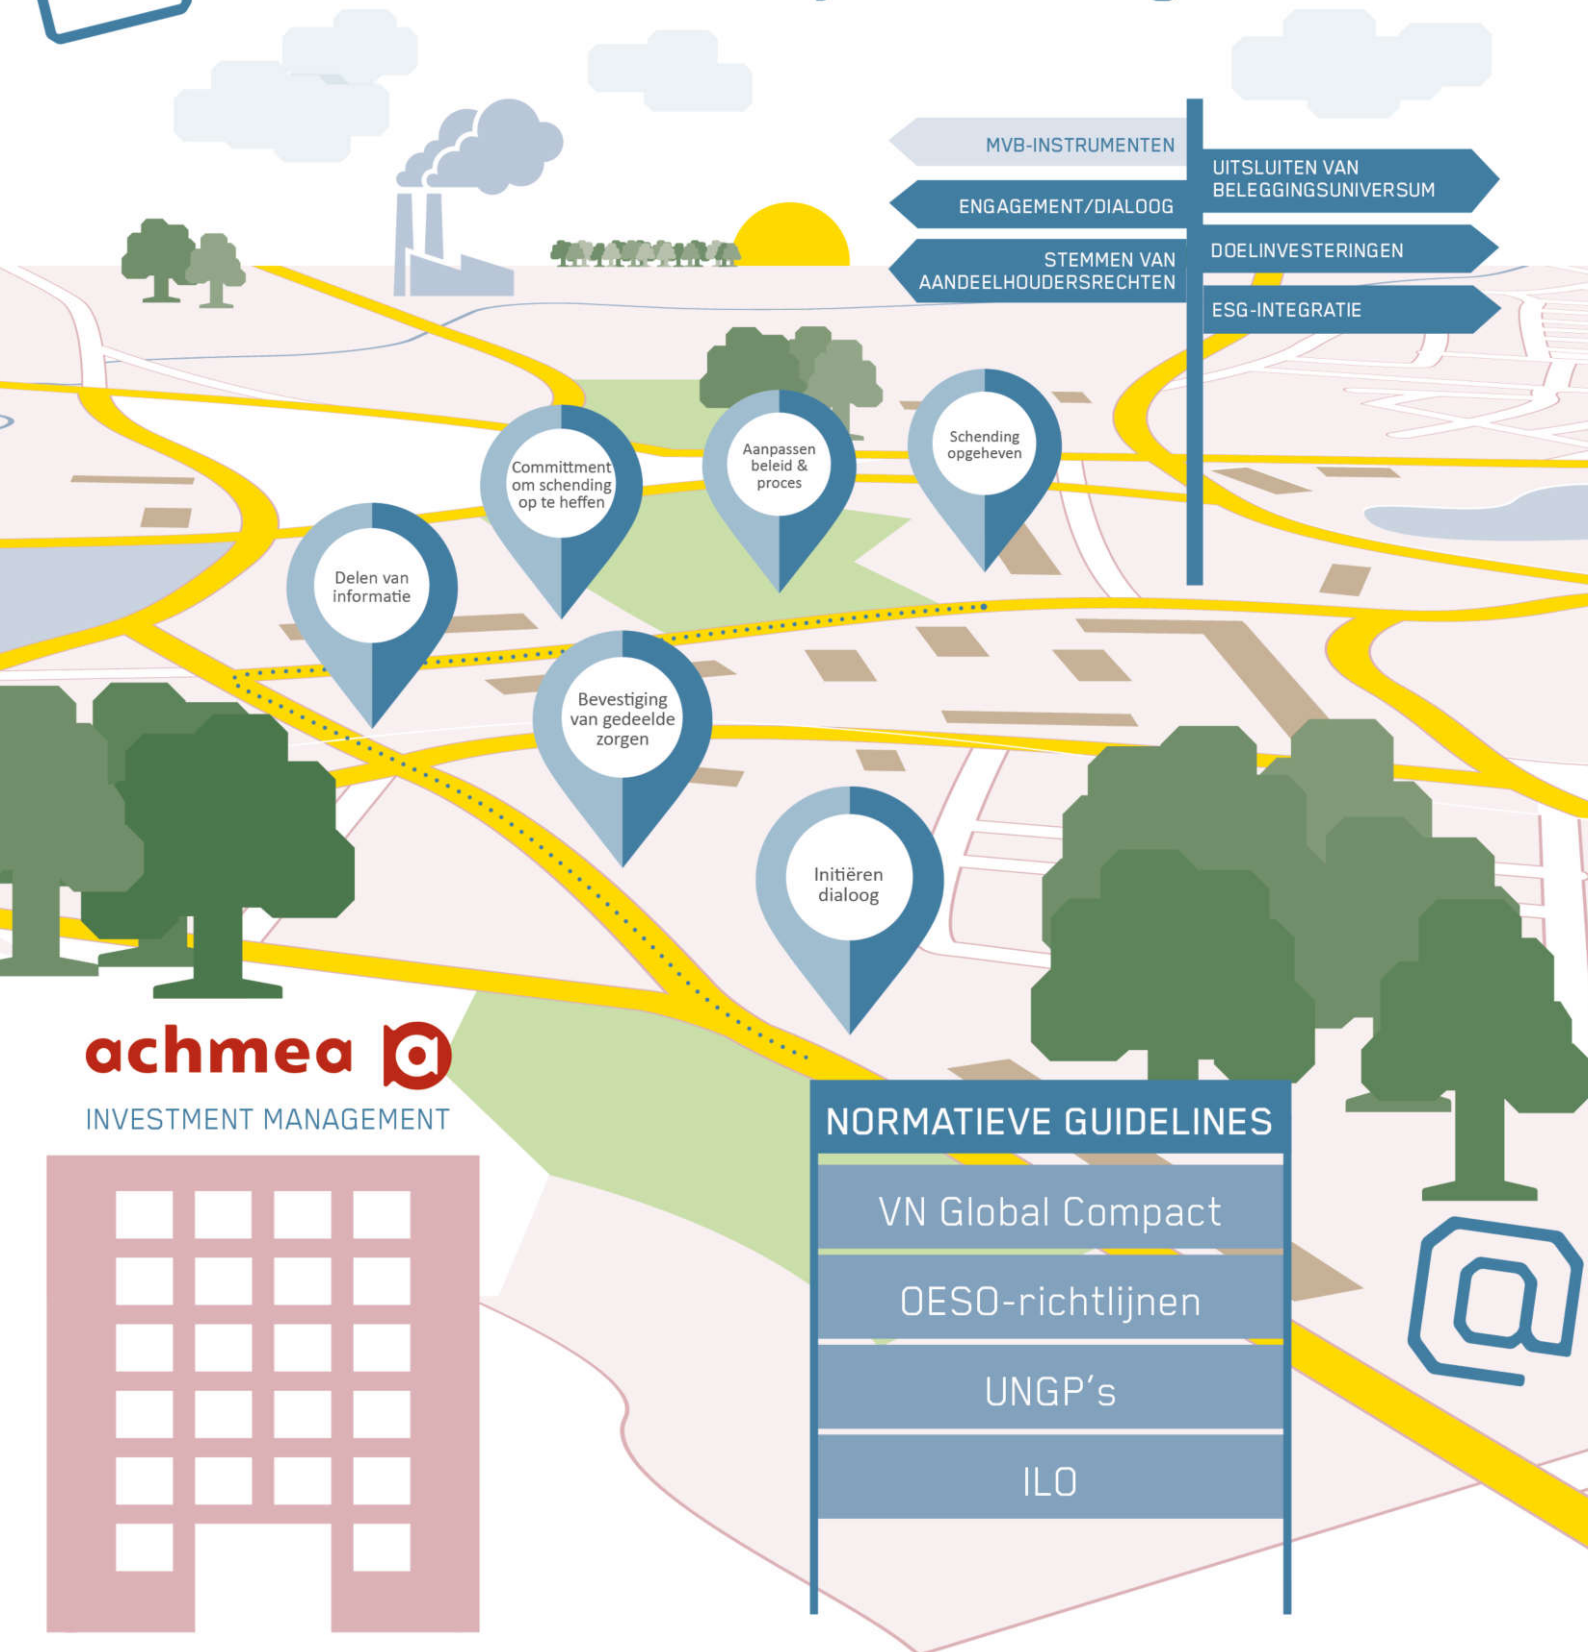 MVB-INSTRUMENTEN
ENGAGEMENT/DIALOOG
STEMMEN VAN
AANDEELHOUDERSRECHTEN
UITSLUITEN VAN
BELEGGINGSUNIVERSUM
DOELINVESTERINGEN
ESG-INTEGRATIE
Schending
opgeheven
Aanpassen
beleid &
proces
Committment
om schending
op te heffen
Delen van
informatie
Bevestiging
van gedeelde
zorgen
Initiëren
dialoog
achmea
INVESTMENT MANAGEMENT
NORMATIEVE GUIDELINES
VN Global Compact
OESO-richtlijnen
UNGP's
ILO
@